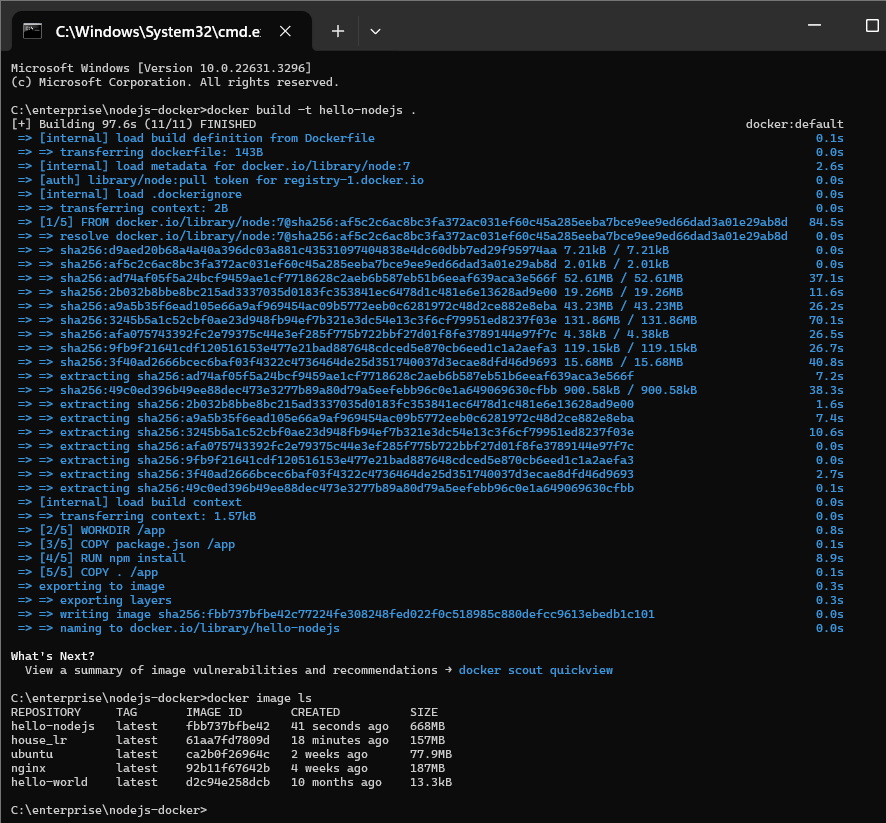 C:\Windows\System32\cmd.e
Microsoft Windows [Version 10.0.22631.3296]
(c) Microsoft Corporation. All rights reserved.
C:\enterprise\nodejs-docker>docker build -t hello-nodejs .
[+] Building 97.6s (11/11) FINISHED docker:default
=> [internal] load build definition from Dockerfile 0.1s
=> => transferring dockerfile: 143B 0.0s
=> [internal] load metadata for docker.io/library/node:7 2.6s
=> [auth] library/node:pull token for registry-1.docker.io 0.0s
=> [internal] load .dockerignore 0.0s
=> => transferring context: 2B 0.0s
=> [1/5] FROM docker.io/library/node:7@sha256:af5c2c6ac8bc3fa372ac031ef60c45a285eeba7bce9ee9ed66dad3a01e29ab8d 84.5s
=> => resolve docker.io/library/node:7@sha256:af5c2c6ac8bc3fa372ac031ef60c45a285eeba7bce9ee9ed66dad3a01e29ab8d 0.0s
=> => sha256:d9aed20b68a4a40a396dc03a881c435310974048​38e4dc60dbb7ed29f95974aa 7.21kB / 7.21kB 0.0s
=> => sha256:af5c2c6ac8bc3fa372ac031ef60c45a285eeba7bce9ee9ed66dad3a01e29ab8d 2.01kB / 2.01kB 0.0s
=> => sha256:ad74af05f5a24bcf9459ae1cf7718628c2aeb6b587eb51b6eeaf639aca3e566f 52.61MB / 52.61MB 37.1s
=> => sha256:2b032b8bbe8bc215ad3337035d0183fc353841ec6478d1c481e6e13628ad9e00 19.26MB / 19.26MB 11.6s
=> => sha256:a9a5b35f6ead105e66a9af969454ac09b5772eeb0c6281972c48d2ce882e8eba 43.23MB / 43.23MB 26.2s
=> => sha256:3245b5a1c52cbf0ae23d948fb94ef7b321e3dc54e13c3f6cf79951ed8237f03e 131.86MB / 131.86MB 70.1s
=> => sha256:afa075743392fc2e79375c44e3ef285f775b722bbf27d01f8fe3789144e97f7c 4.38kB / 4.38kB 26.5s
=> => sha256:9fb9f21641cdf120516153e477e21bad887648cdced5e870cb6eed1c1a2aefa3 119.15kB / 119.15kB 26.7s
=> => sha256:3f40ad2666bcec6baf03f4322c4736464de25d351740037d3ecae8dfd46d9693 15.68MB / 15.68MB 40.8s
=> => extracting sha256:ad74af05f5a24bcf9459ae1cf7718628c2aeb6b587eb51b6eeaf639aca3e566f 7.2s
=> => sha256:49c0ed396b49ee88dec473e3277b89a80d79a5eefebb96c0e1a649069630cfbb 900.58kB / 900.58kB 38.3s
=> => extracting sha256:2b032b8bbe8bc215ad3337035d0183fc353841ec6478d1c481e6e13628ad9e00 1.6s
=> => extracting sha256:a9a5b35f6ead105e66a9af969454ac09b5772eeb0c6281972c48d2ce882e8eba 7.4s
=> => extracting sha256:3245b5a1c52cbf0ae23d948fb94ef7b321e3dc54e13c3f6cf79951ed8237f03e 10.6s
=> => extracting sha256:afa075743392fc2e79375c44e3ef285f775b722bbf27d01f8fe3789144e97f7c 0.0s
=> => extracting sha256:9fb9f21641cdf120516153e477e21bad887648cdced5e870cb6eed1c1a2aefa3 0.0s
=> => extracting sha256:3f40ad2666bcec6baf03f4322c4736464de25d351740037d3ecae8dfd46d9693 2.7s
=> => extracting sha256:49c0ed396b49ee88dec473e3277b89a80d79a5eefebb96c0e1a649069630cfbb 0.1s
=> [internal] load build context 0.0s
=> => transferring context: 1.57kB 0.0s
=> [2/5] WORKDIR /app 0.8s
=> [3/5] COPY package.json /app 0.1s
=> [4/5] RUN npm install 8.9s
=> [5/5] COPY . /app 0.1s
=> exporting to image 0.3s
=> => exporting layers 0.3s
=> => writing image sha256:fbb737bfbe42c77224fe308248fed022f0c518985c880defcc9613ebedb1c101 0.0s
=> => naming to docker.io/library/hello-nodejs 0.0s
What's Next?
View a summary of image vulnerabilities and recommendations → docker scout quickview
C:\enterprise\nodejs-docker>docker image ls
REPOSITORY TAG IMAGE ID CREATED SIZE
hello-nodejs latest fbb737bfbe42 41 seconds ago 668MB
house_lr latest 61aa7fd7809d 18 minutes ago 157MB
ubuntu latest ca2b0f26964c 2 weeks ago 77.9MB
nginx latest 92b11f67642b 4 weeks ago 187MB
hello-world latest d2c94e258dcb 10 months ago 13.3kB
C:\enterprise\nodejs-docker>